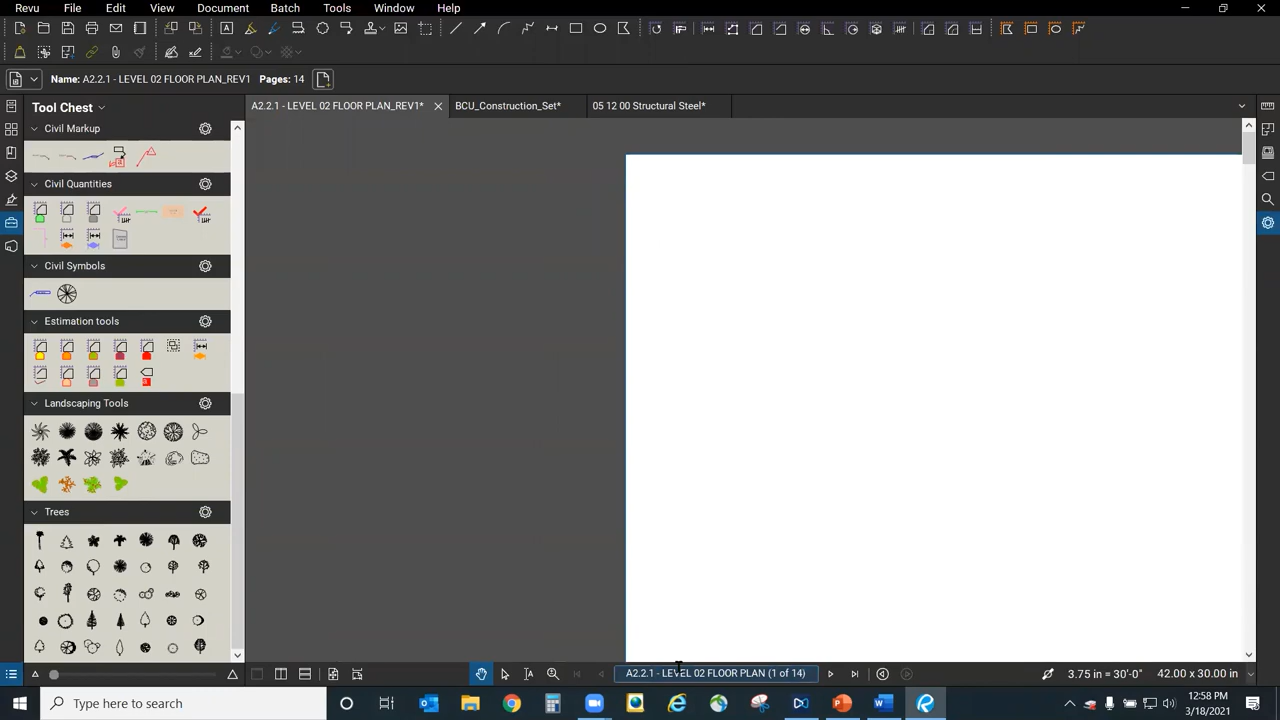 Revu File Edit View Document Batch Tools Window Help
Name: A2.2.1 - LEVEL 02 FLOOR PLAN_REV1 Pages: 14
Tool Chest
A2.2.1 - LEVEL 02 FLOOR PLAN_REV1*
BCU_Construction_Set*
05 12 00 Structural Steel*
Civil Markup
Civil Quantities
Civil Symbols
Estimation tools
Landscaping Tools
Trees
A2.2.1 - LEVEL 02 FLOOR PLAN (1 of 14)
3.75 in = 30'-0"
42.00 x 30.00 in
Type here to search
12:58 PM
3/18/2021